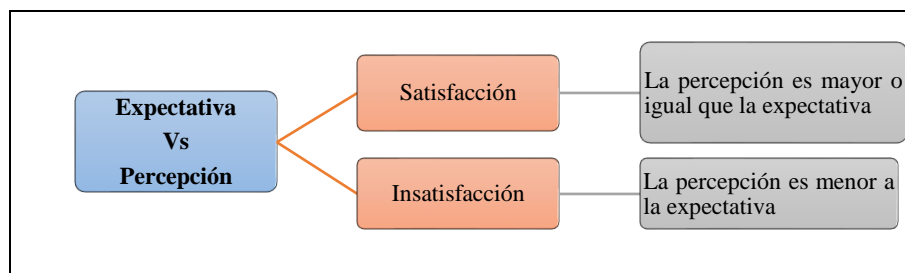 Expectativa
Vs
Percepción
Satisfacción
La percepción es mayor o
igual que la expectativa
Insatisfacción
La percepción es menor a
la expectativa